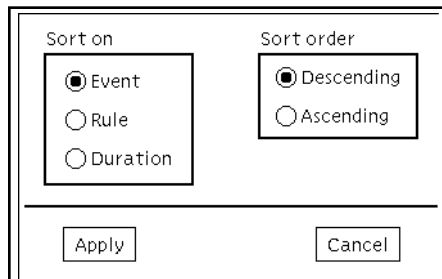 Sort on
Event
Rule
Duration
Sort order
Descending
Ascending
Apply
Cancel